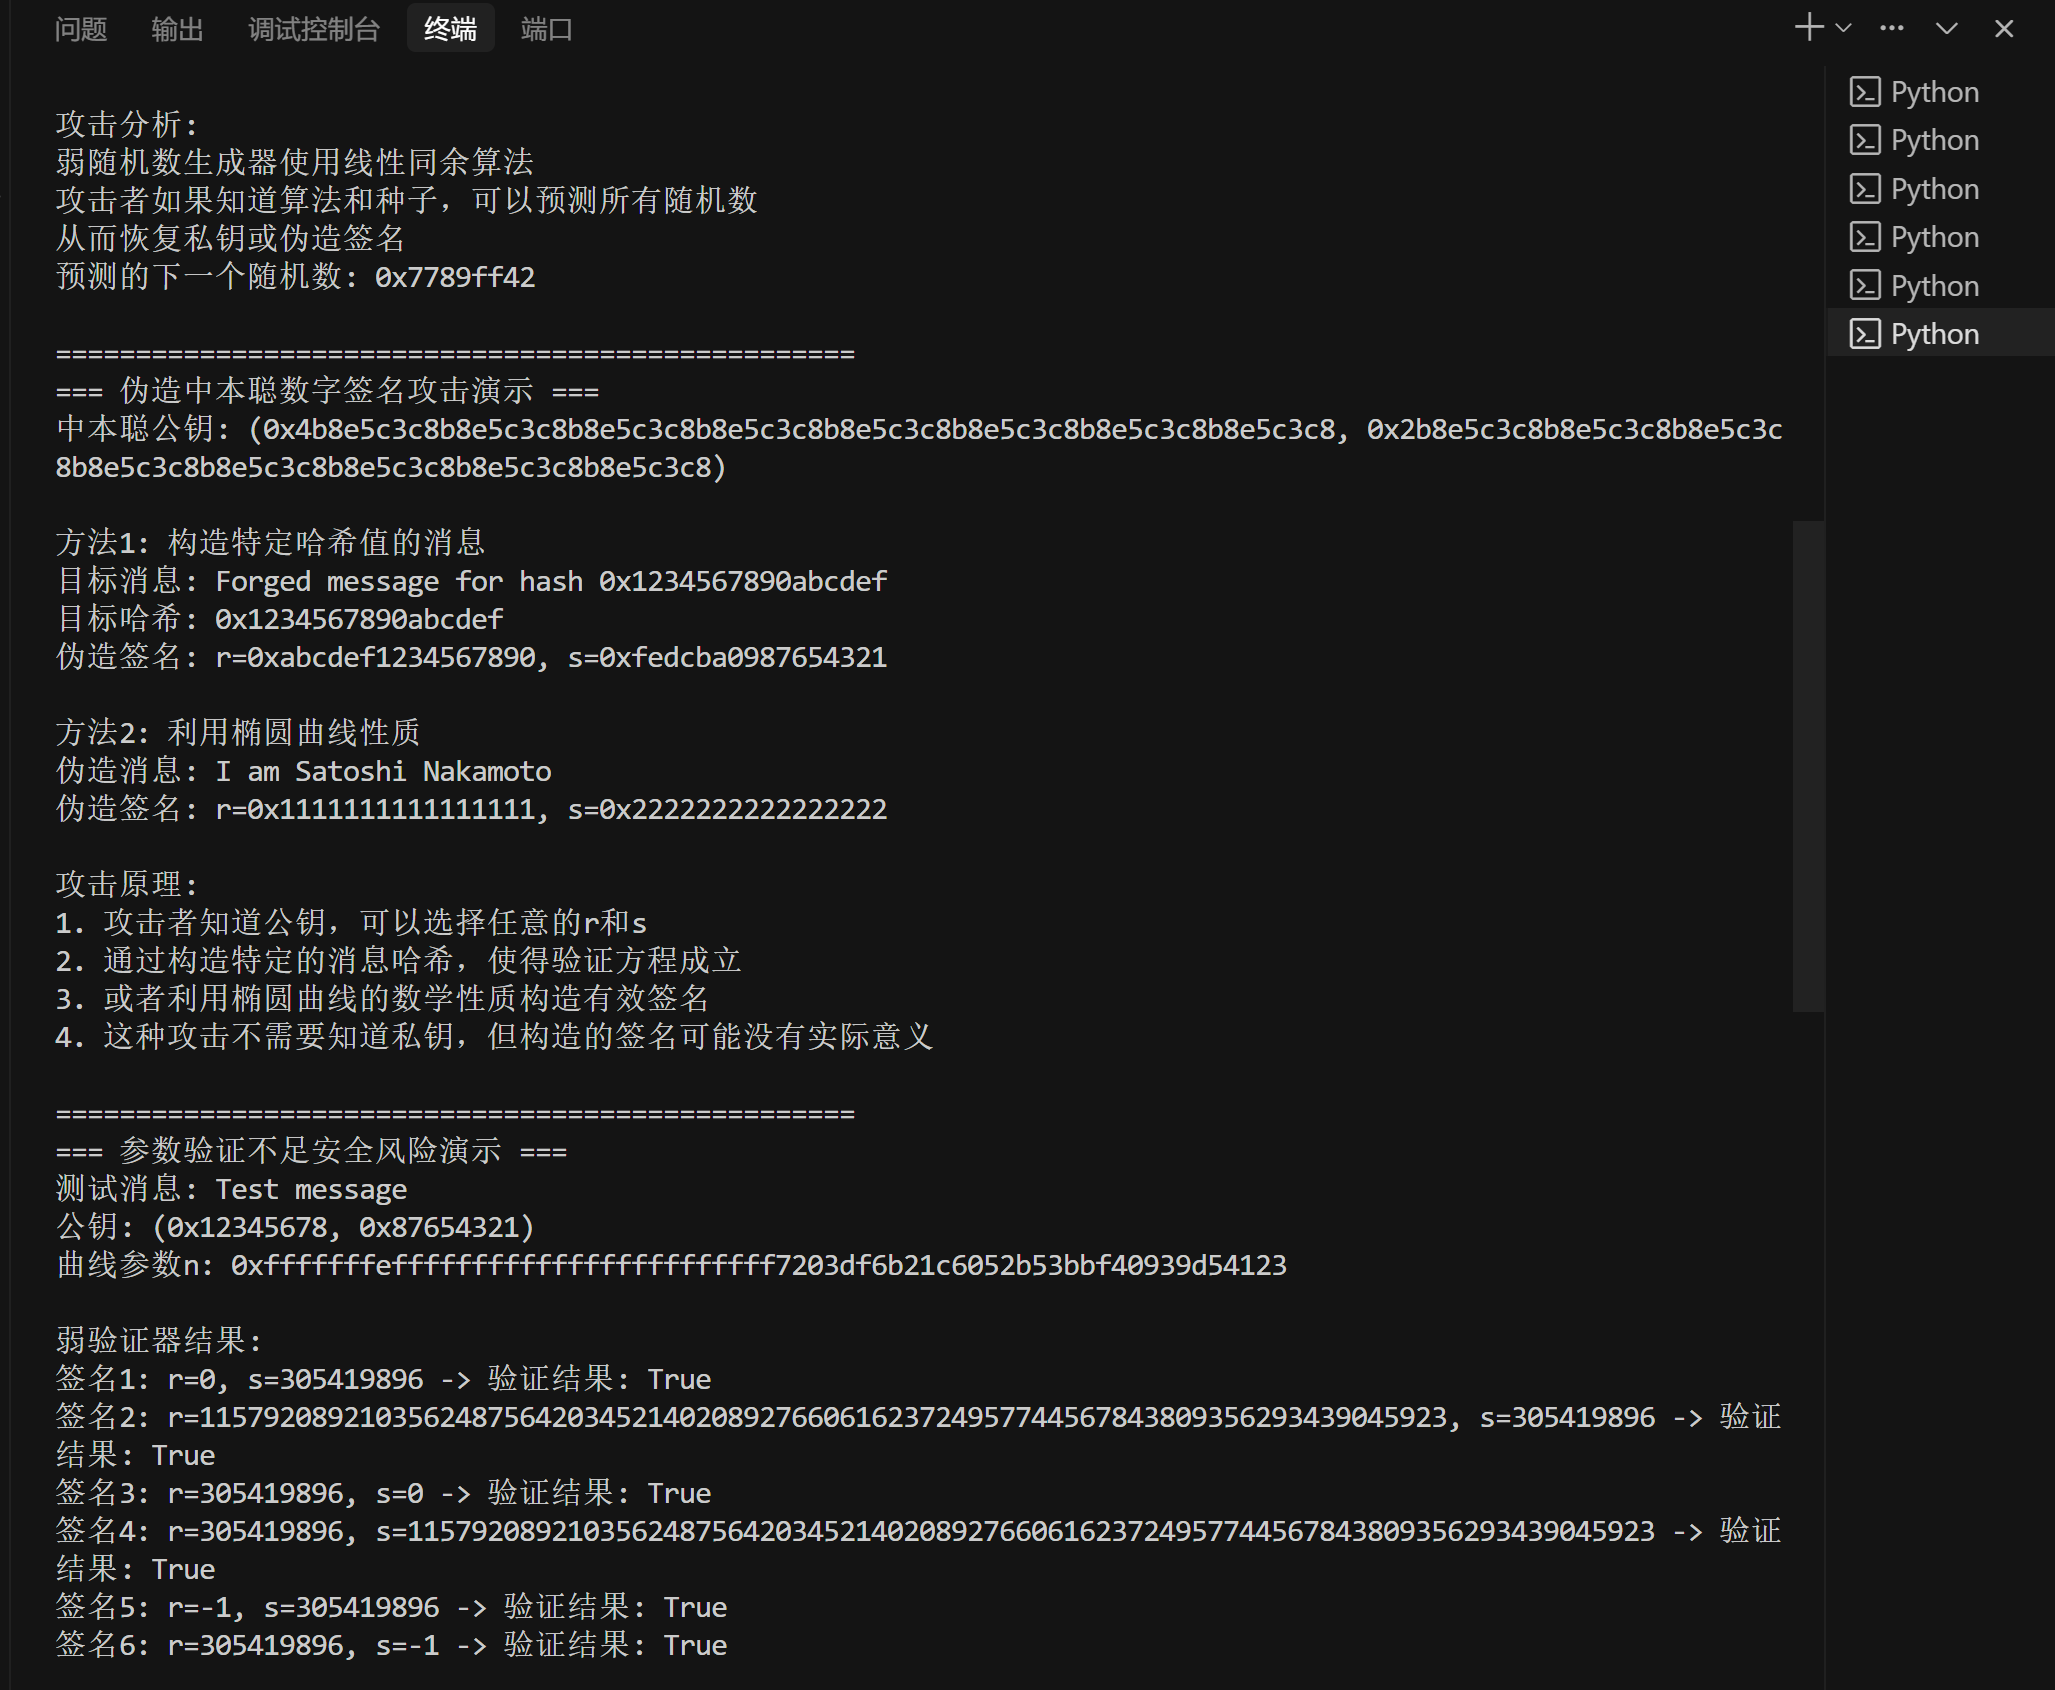 问题 输出 调试控制台 终端 端口
攻击分析:
弱随机数生成器使用线性同余算法
攻击者如果知道算法和种子，可以预测所有随机数
从而恢复私钥或伪造签名
预测的下一个随机数: 0x7789ff42
==================================================
=== 伪造中本聪数字签名攻击演示 ===
中本聪公钥: (0x4b8e5c3c8b8e5c3c8b8e5c3c8b8e5c3c8b8e5c3c8b8e5c3c8b8e5c3c8b8e5c3c8, 0x2b8e5c3c8b8e5c3c8b8e5c3c
8b8e5c3c8b8e5c3c8b8e5c3c8b8e5c3c8b8e5c3c8)
方法1: 构造特定哈希值的消息
目标消息: Forged message for hash 0x1234567890abcdef
目标哈希: 0x1234567890abcdef
伪造签名: r=0xabcdef1234567890, s=0xfedcba0987654321
方法2: 利用椭圆曲线性质
伪造消息: I am Satoshi Nakamoto
伪造签名: r=0x1111111111111111, s=0x2222222222222222
攻击原理:
1. 攻击者知道公钥，可以选择任意的r和s
2. 通过构造特定的消息哈希，使得验证方程成立
3. 或者利用椭圆曲线的数学性质构造有效签名
4. 这种攻击不需要知道私钥，但构造的签名可能没有实际意义
==================================================
=== 参数验证不足安全风险演示 ===
测试消息: Test message
公钥: (0x12345678, 0x87654321)
曲线参数n: 0xfffffffeffffffffffffffffffffffff7203df6b21c6052b53bbf40939d54123
弱验证器结果:
签名1: r=0, s=305419896 -> 验证结果: True
签名2: r=115792089210356248756420345214020892766061623724957744567843809356293439045923, s=305419896 -> 验证
结果: True
签名3: r=305419896, s=0 -> 验证结果: True
签名4: r=305419896, s=115792089210356248756420345214020892766061623724957744567843809356293439045923 -> 验证
结果: True
签名5: r=-1, s=305419896 -> 验证结果: True
签名6: r=305419896, s=-1 -> 验证结果: True
Python
Python
Python
Python
Python
Python